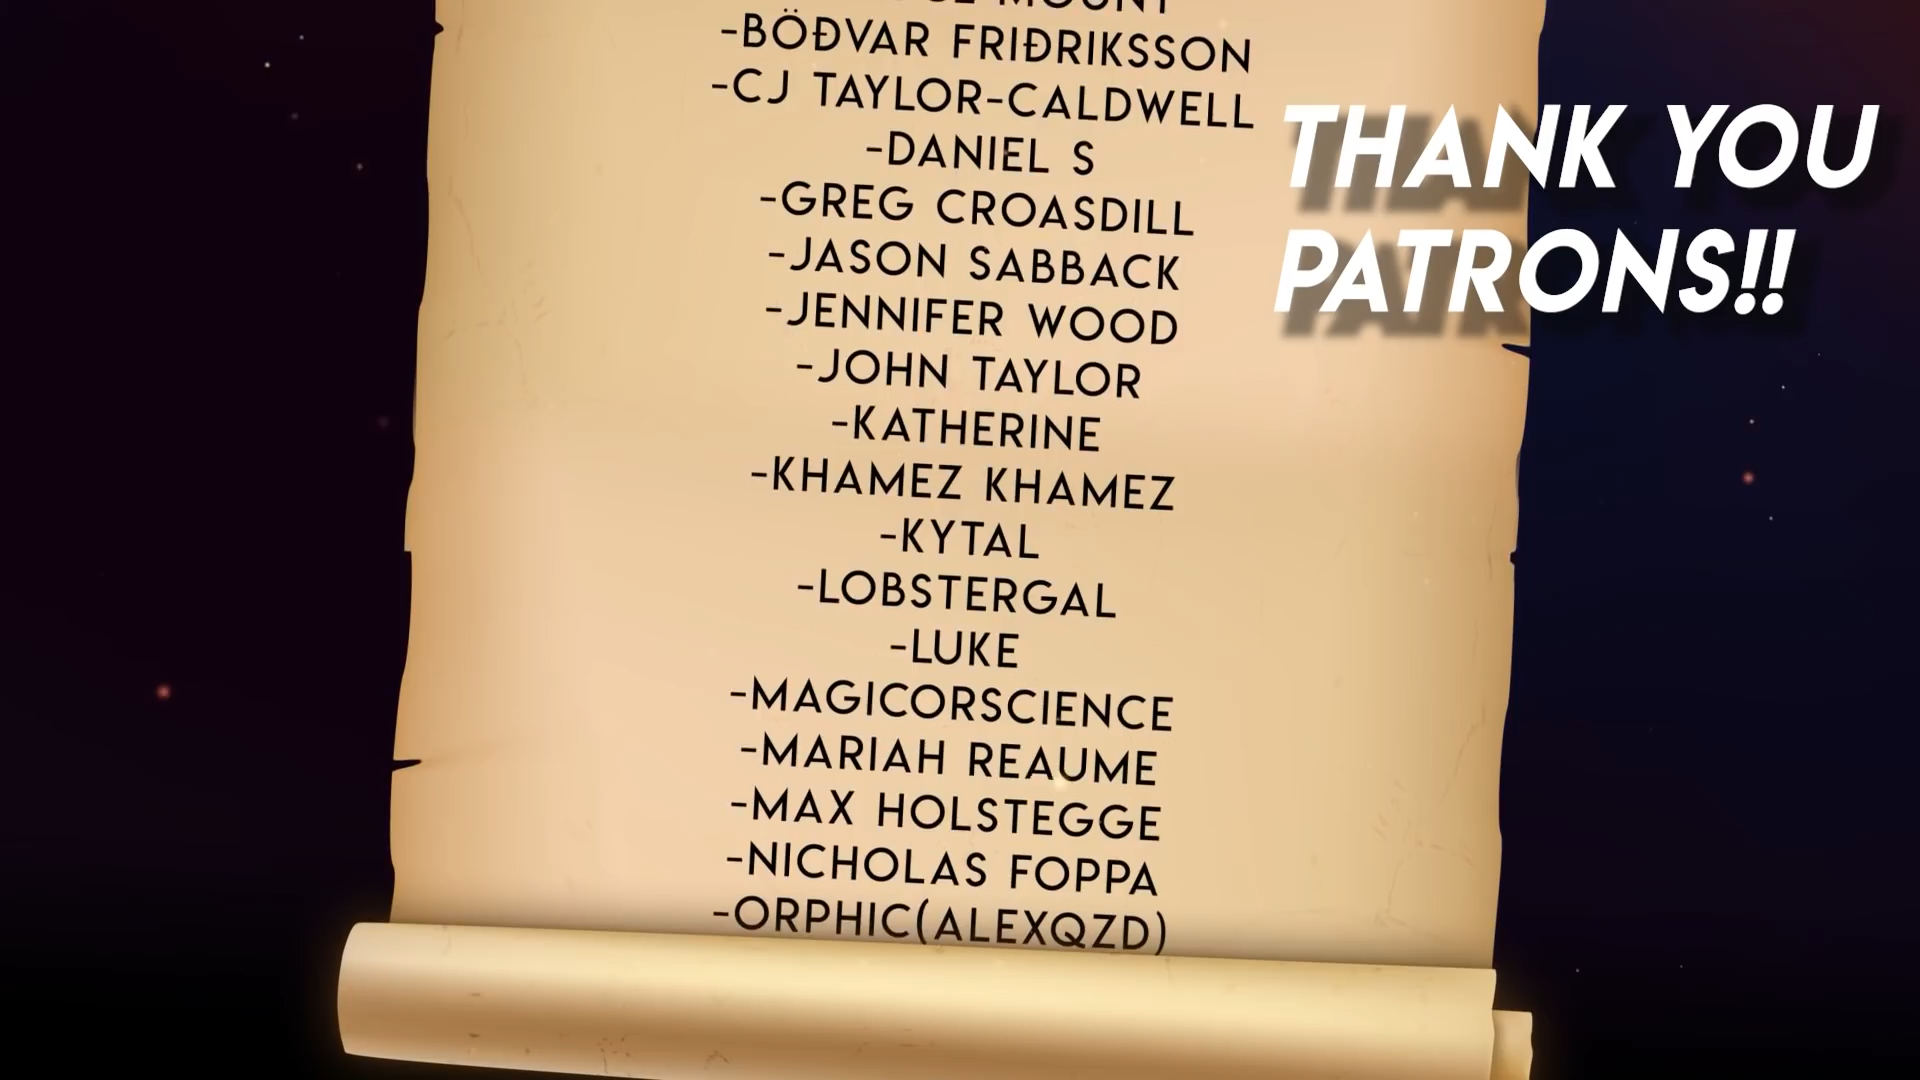 MOUNT
-BÖÐVAR FRIÐRIKSSON
-CJ TAYLOR-CALDWELL
-DANIEL S
-GREG CROASDILL
-JASON SABBACK
-JENNIFER WOOD
-JOHN TAYLOR
-KATHERINE
-KHAMEZ KHAMEZ
-KYTAL
-LOBSTERGAL
-LUKE
-MAGICORSCIENCE
-MARIAH REAUME
-MAX HOLSTEGGE
-NICHOLAS FOPPA
-ORPHIC(ALEXQZD)
THANK YOU
PATRONS!!